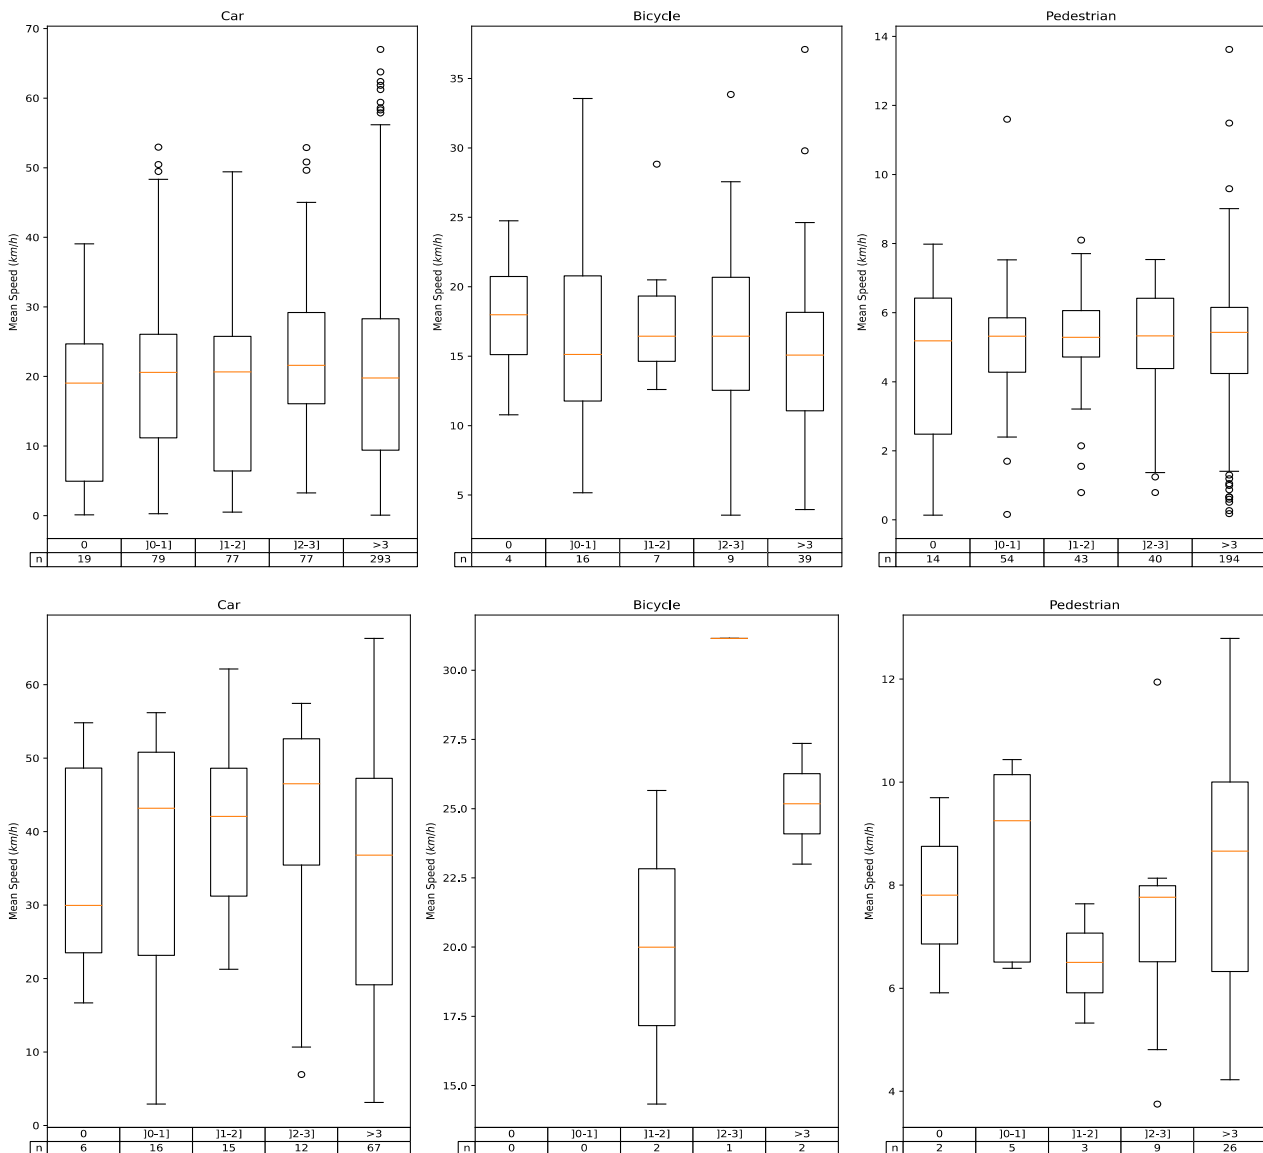 Car
Bicycle
Pedestrian
Mean Speed (km/h)
70
60
50
40
30
20
10
0
0 ]0–1] ]1–2] ]2–3] >3
n 19 79 77 77 293
Mean Speed (km/h)
35
30
25
20
15
10
5
0 ]0–1] ]1–2] ]2–3] >3
n 4 16 7 9 39
Mean Speed (km/h)
14
12
10
8
6
4
2
0
0 ]0–1] ]1–2] ]2–3] >3
n 14 54 43 40 194
Car
Bicycle
Pedestrian
Mean Speed (km/h)
60
50
40
30
20
10
0
0 ]0–1] ]1–2] ]2–3] >3
n 6 16 15 12 67
Mean Speed (km/h)
30.0
27.5
25.0
22.5
20.0
17.5
15.0
0 ]0–1] ]1–2] ]2–3] >3
n 0 0 2 1 2
Mean Speed (km/h)
12
10
8
6
4
0 ]0–1] ]1–2] ]2–3] >3
n 2 5 3 9 26